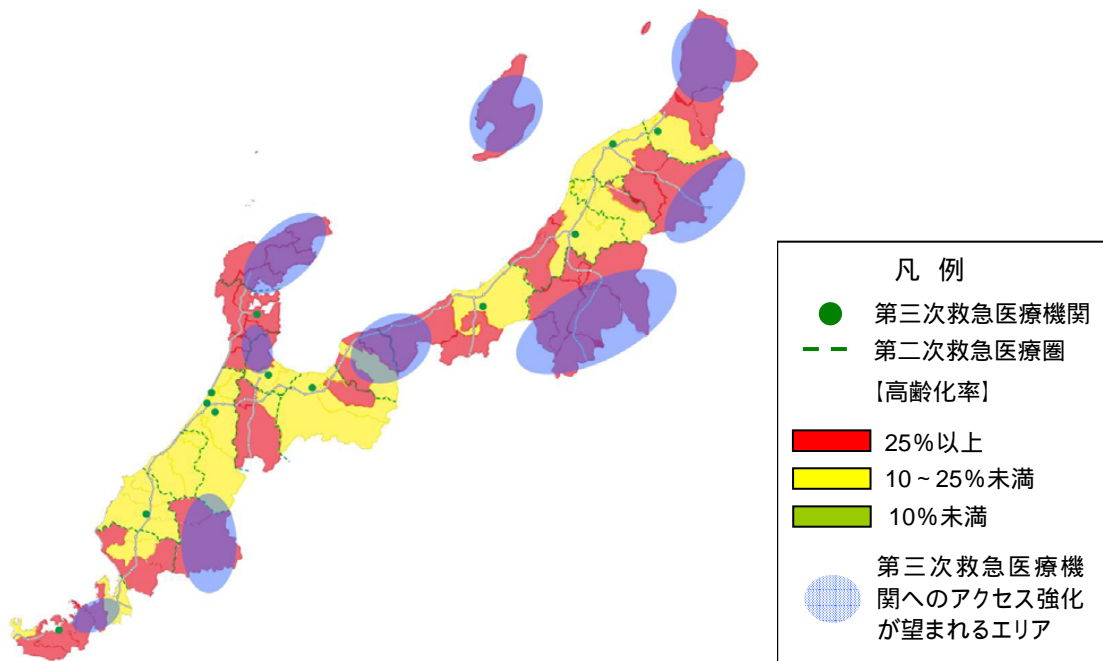 凡 例
第三次救急医療機関
第二次救急医療圏
【高齢化率】
25%以上
10~25%未満
10%未満
第三次救急医療機
関へのアクセス強化
が望まれるエリア